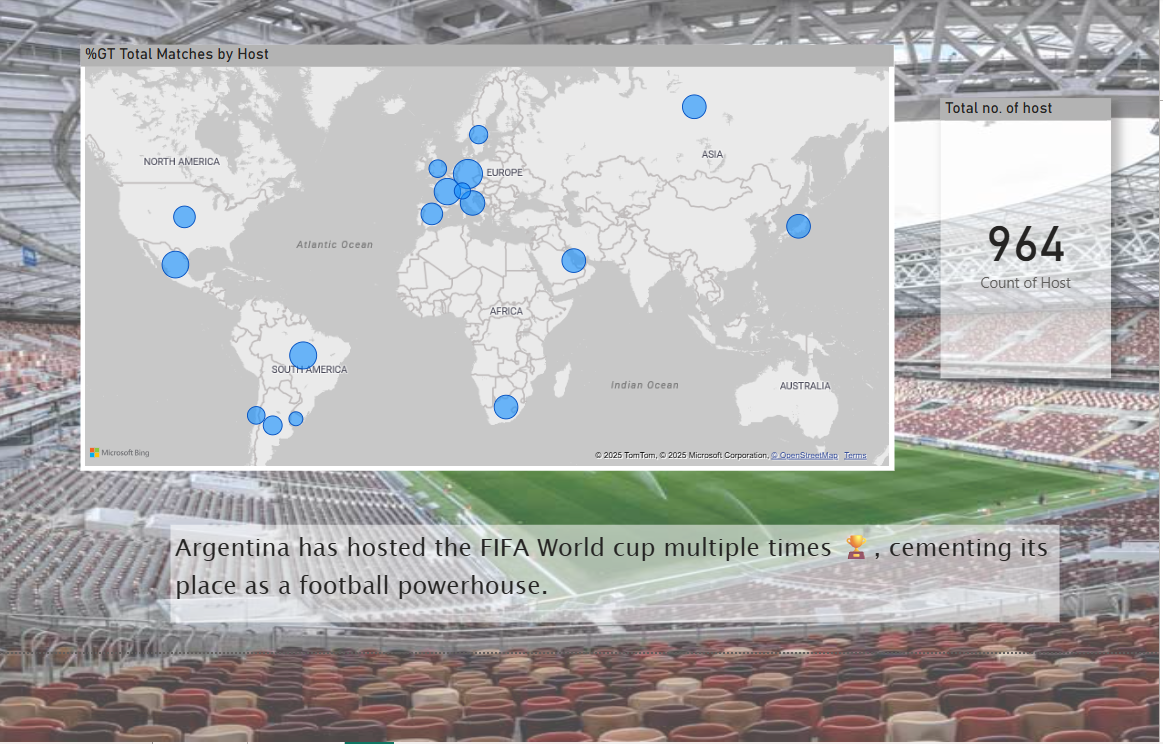 %GT Total Matches by Host
Total no. of host
NORTH AMERICA
EUROPE
ASIA
Atlantic Ocean
AFRICA
SOUTH AMERICA
Indian Ocean
AUSTRALIA
Microsoft Bing
© 2025 TomTom, © 2025 Microsoft Corporation, © OpenStreetMap Terms
964
Count of Host
Argentina has hosted the FIFA World cup multiple times 🏆, cementing its
place as a football powerhouse.